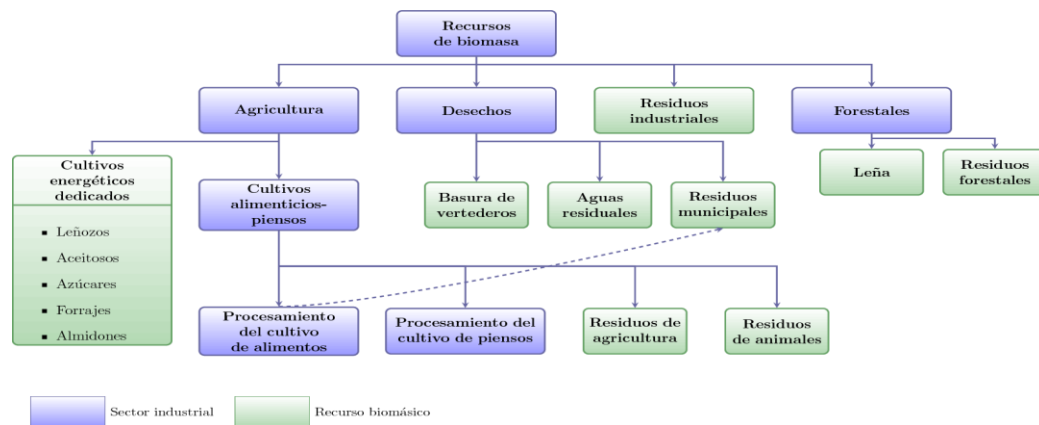 Recursos
de biomasa
Agricultura
Desechos
Residuos
industriales
Forestales
Cultivos
energéticos
dedicados
Leñozos
Aceitosos
Azúcares
Forrajes
Almidones
Cultivos
alimenticios-
piensos
Basura de
vertederos
Aguas
residuales
Residuos
municipales
Leña
Residuos
forestales
Procesamiento
del cultivo
de alimentos
Procesamiento del
cultivo de piensos
Residuos de
agricultura
Residuos
de animales
Sector industrial
Recurso biomásico